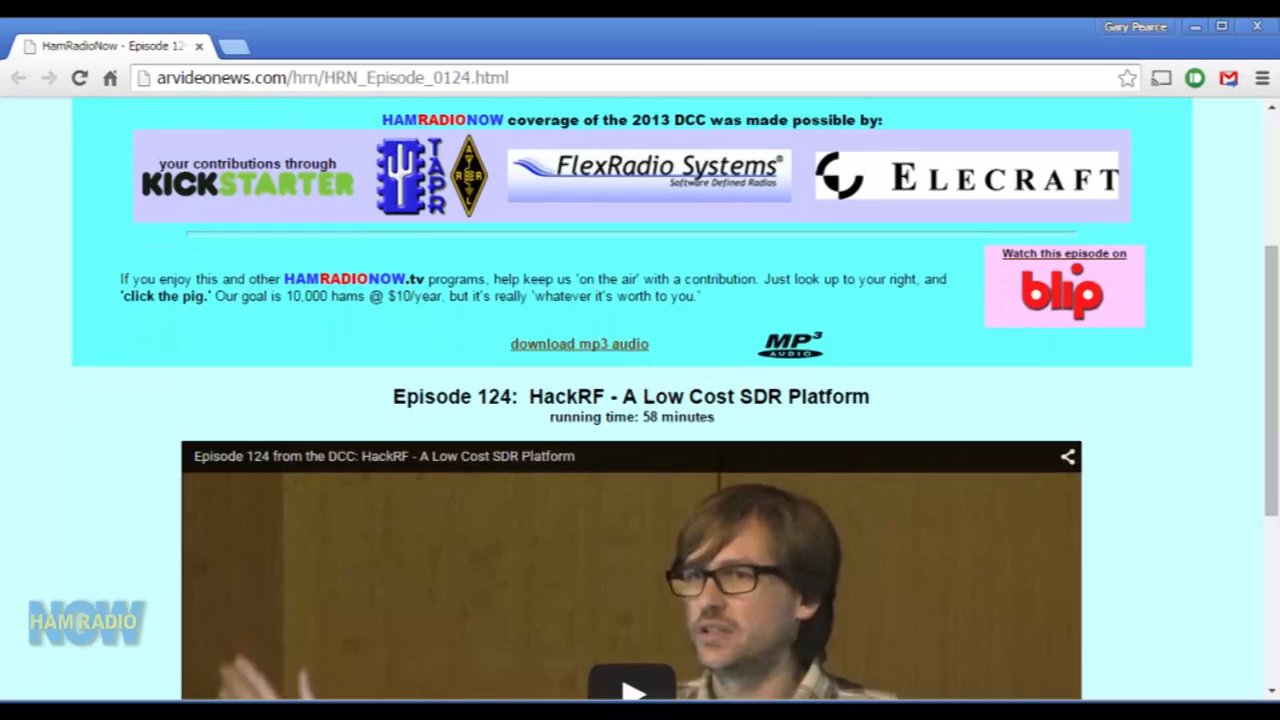 Gary Pearce
HamRadioNow - Episode 12
arvideonews.com/hrn/HRN_Episode_0124.html
HAMRADIONOW coverage of the 2013 DCC was made possible by:
your contributions through
KICKSTARTER
TAPR
ARRL
FlexRadio Systems®
Software Defined Radios
ELECRAFT
Watch this episode on
blip
If you enjoy this and other HAMRADIONOW.tv programs, help keep us 'on the air' with a contribution. Just look up to your right, and
'click the pig.' Our goal is 10,000 hams @ $10/year, but it's really 'whatever it's worth to you.'
download mp3 audio
MP3
AUDIO
Episode 124: HackRF - A Low Cost SDR Platform
running time: 58 minutes
Episode 124 from the DCC: HackRF - A Low Cost SDR Platform
HAM RADIO
NOW